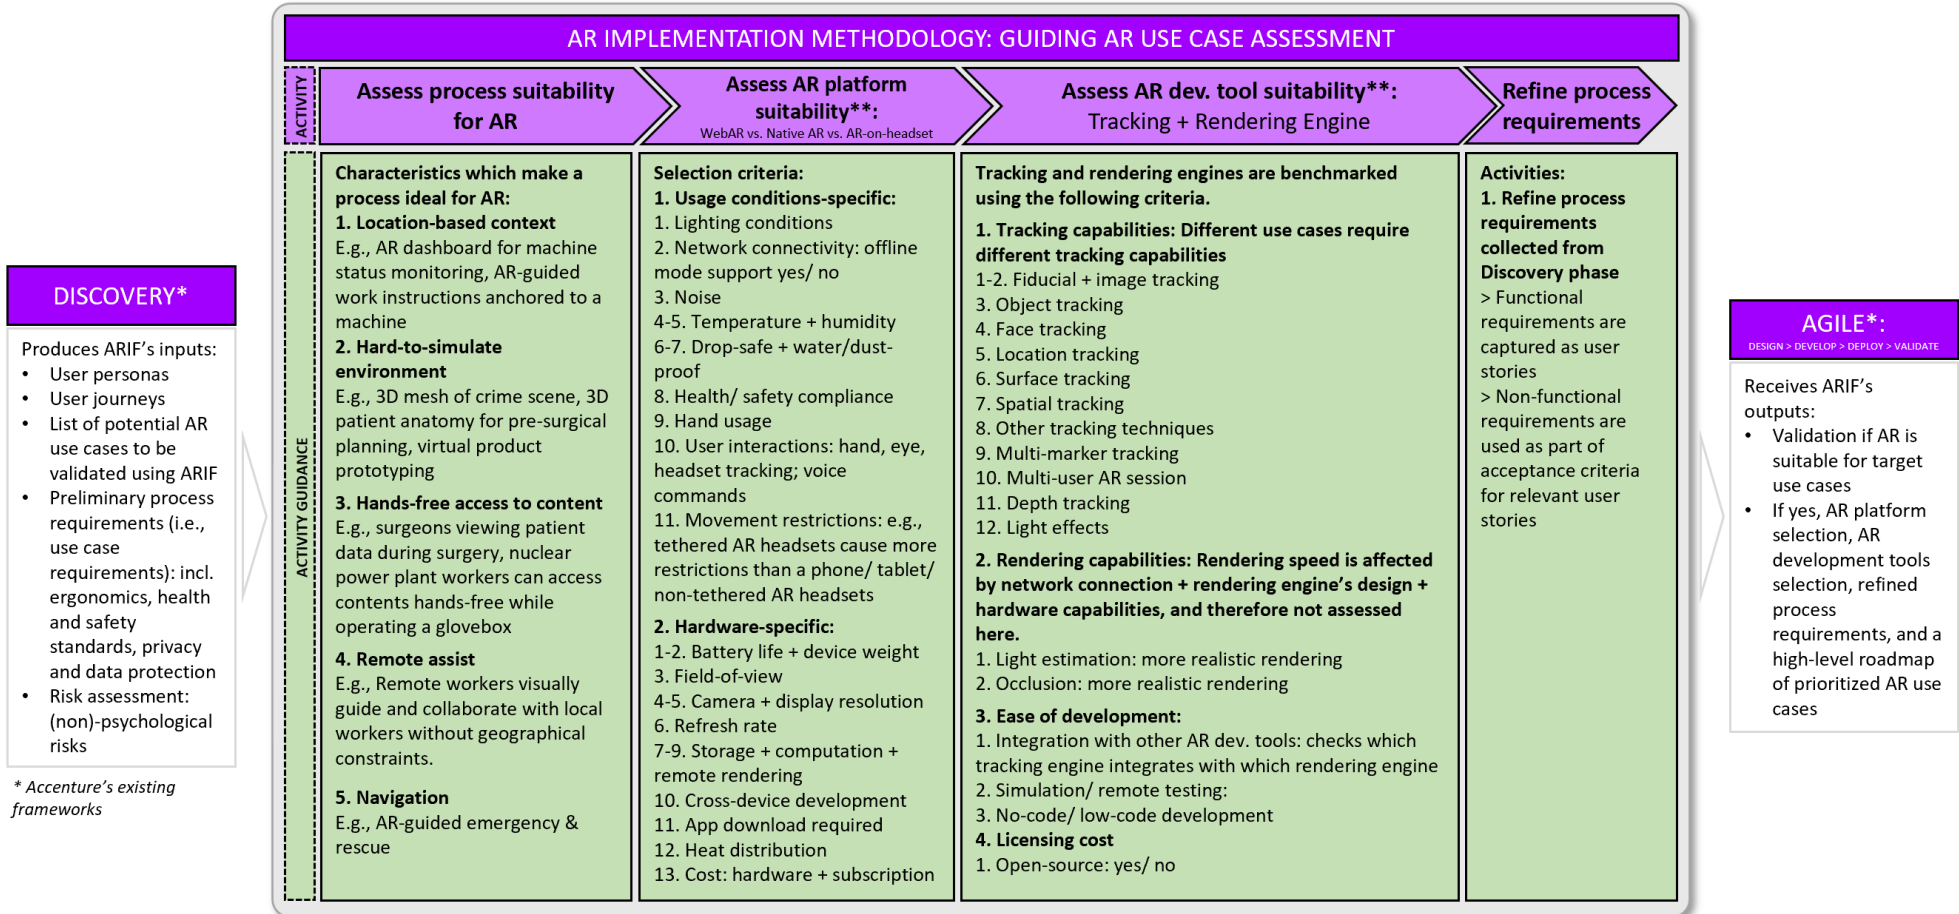 AR IMPLEMENTATION METHODOLOGY: GUIDING AR USE CASE ASSESSMENT
ACTIVITY
Assess process suitability
for AR
Assess AR platform
suitability**:
WebAR vs. Native AR vs. AR-on-headset
Assess AR dev. tool suitability**:
Tracking + Rendering Engine
Refine process
requirements
DISCOVERY*
Produces ARIF's inputs:
• User personas
• User journeys
• List of potential AR
use cases to be
validated using ARIF
• Preliminary process
requirements (i.e.,
use case
requirements): incl.
ergonomics, health
and safety
standards, privacy
and data protection
• Risk assessment:
(non)-psychological
risks
* Accenture's existing
frameworks
ACTIVITY GUIDANCE
Characteristics which make a
process ideal for AR:
1. Location-based context
E.g., AR dashboard for machine
status monitoring, AR-guided
work instructions anchored to a
machine
2. Hard-to-simulate
environment
E.g., 3D mesh of crime scene, 3D
patient anatomy for pre-surgical
planning, virtual product
prototyping
3. Hands-free access to content
E.g., surgeons viewing patient
data during surgery, nuclear
power plant workers can access
contents hands-free while
operating a glovebox
4. Remote assist
E.g., Remote workers visually
guide and collaborate with local
workers without geographical
constraints.
5. Navigation
E.g., AR-guided emergency &
rescue
Selection criteria:
1. Usage conditions-specific:
1. Lighting conditions
2. Network connectivity: offline
mode support yes/ no
3. Noise
4-5. Temperature + humidity
6-7. Drop-safe + water/dust-
proof
8. Health/ safety compliance
9. Hand usage
10. User interactions: hand, eye,
headset tracking; voice
commands
11. Movement restrictions: e.g.,
tethered AR headsets cause more
restrictions than a phone/ tablet/
non-tethered AR headsets
2. Hardware-specific:
1-2. Battery life + device weight
3. Field-of-view
4-5. Camera + display resolution
6. Refresh rate
7-9. Storage + computation +
remote rendering
10. Cross-device development
11. App download required
12. Heat distribution
13. Cost: hardware + subscription
Tracking and rendering engines are benchmarked
using the following criteria.
1. Tracking capabilities: Different use cases require
different tracking capabilities
1-2. Fiducial + image tracking
3. Object tracking
4. Face tracking
5. Location tracking
6. Surface tracking
7. Spatial tracking
8. Other tracking techniques
9. Multi-marker tracking
10. Multi-user AR session
11. Depth tracking
12. Light effects
2. Rendering capabilities: Rendering speed is affected
by network connection + rendering engine's design +
hardware capabilities, and therefore not assessed
here.
1. Light estimation: more realistic rendering
2. Occlusion: more realistic rendering
3. Ease of development:
1. Integration with other AR dev. tools: checks which
tracking engine integrates with which rendering engine
2. Simulation/ remote testing:
3. No-code/ low-code development
4. Licensing cost
1. Open-source: yes/ no
Activities:
1. Refine process
requirements
collected from
Discovery phase
> Functional
requirements are
captured as user
stories
> Non-functional
requirements are
used as part of
acceptance criteria
for relevant user
stories
AGILE*:
DESIGN > DEVELOP > DEPLOY > VALIDATE
Receives ARIF's
outputs:
• Validation if AR is
suitable for target
use cases
• If yes, AR platform
selection, AR
development tools
selection, refined
process
requirements, and a
high-level roadmap
of prioritized AR use
cases